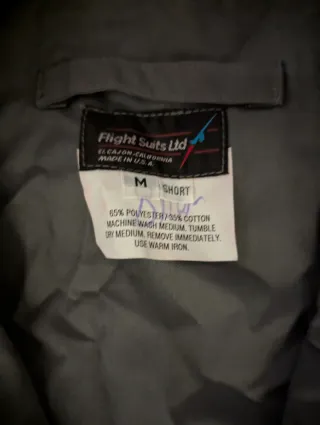 Flight Suits Ltd
EL CAJON, CALIFORNIA
MADE IN U.S.A.
M SHORT
65% POLYESTER/35% COTTON
MACHINE WASH MEDIUM. TUMBLE
DRY MEDIUM. REMOVE IMMEDIATELY.
USE WARM IRON.